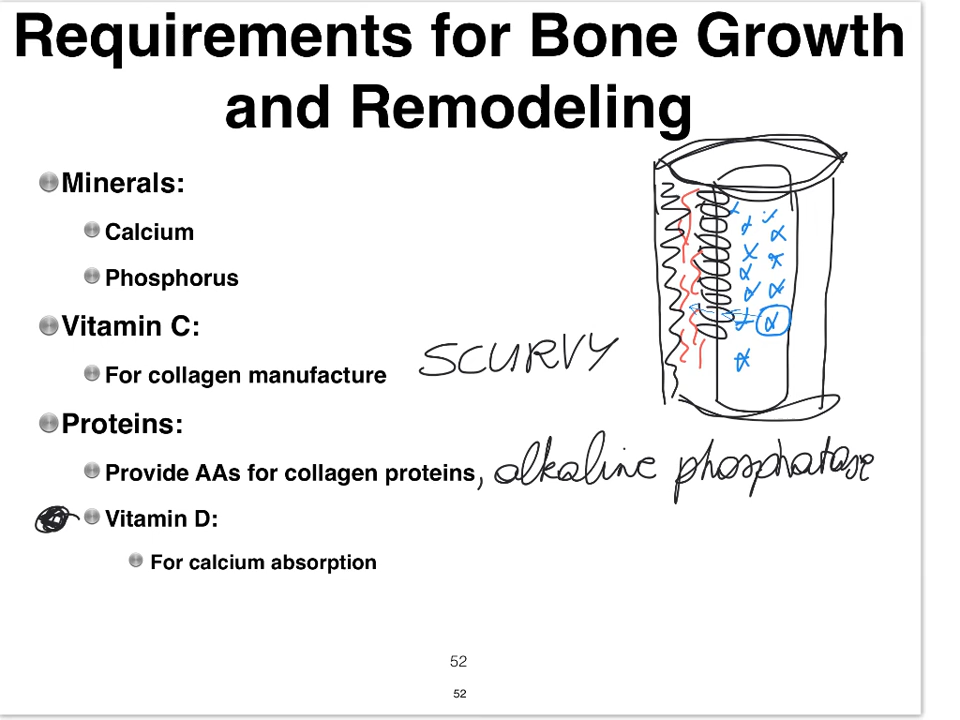 Requirements for Bone Growth
and Remodeling
Minerals:
Calcium
Phosphorus
Vitamin C:
SCURVY
For collagen manufacture
Proteins:
Provide AAs for collagen proteins, alkaline phosphatase
Vitamin D:
For calcium absorption
52
52